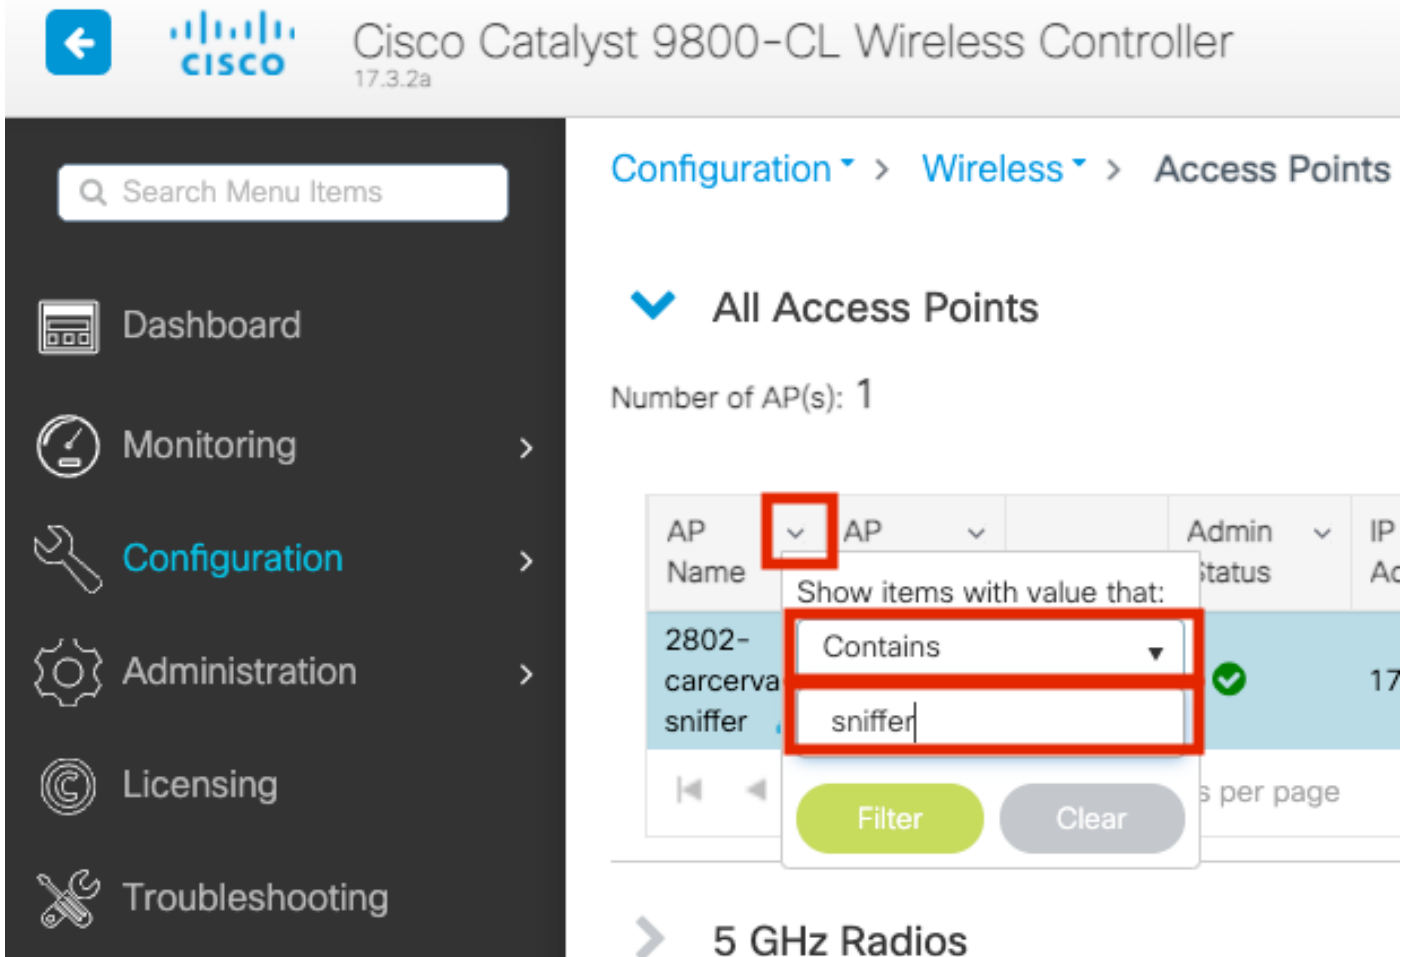 CISCO
Cisco Catalyst 9800-CL Wireless Controller
17.3.2a
Search Menu Items
Dashboard
Monitoring
Configuration
Administration
Licensing
Troubleshooting
Configuration > Wireless > Access Points
All Access Points
Number of AP(s): 1
AP Name
AP
Admin Status
IP
Show items with value that:
Contains
sniffer
Filter Clear
2802-
carcerva
sniffer
17
per page
5 GHz Radios